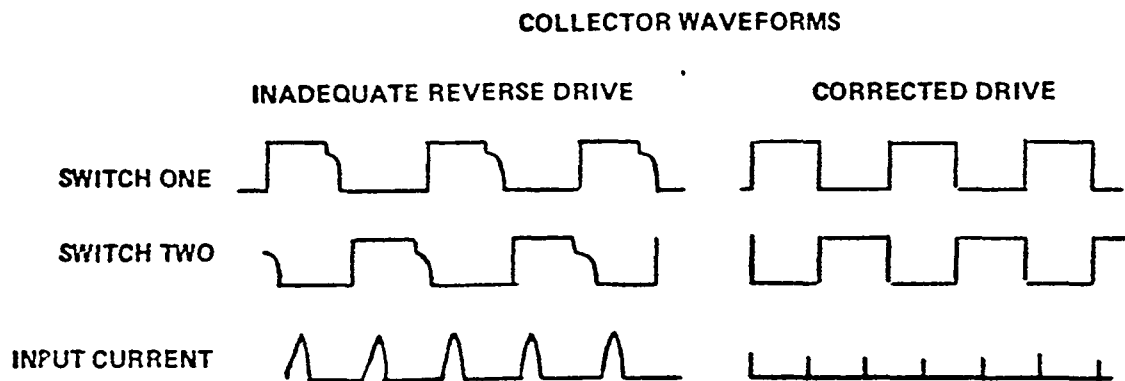 COLLECTOR WAVEFORMS
INADEQUATE REVERSE DRIVE
CORRECTED DRIVE
SWITCH ONE
SWITCH TWO
INPUT CURRENT